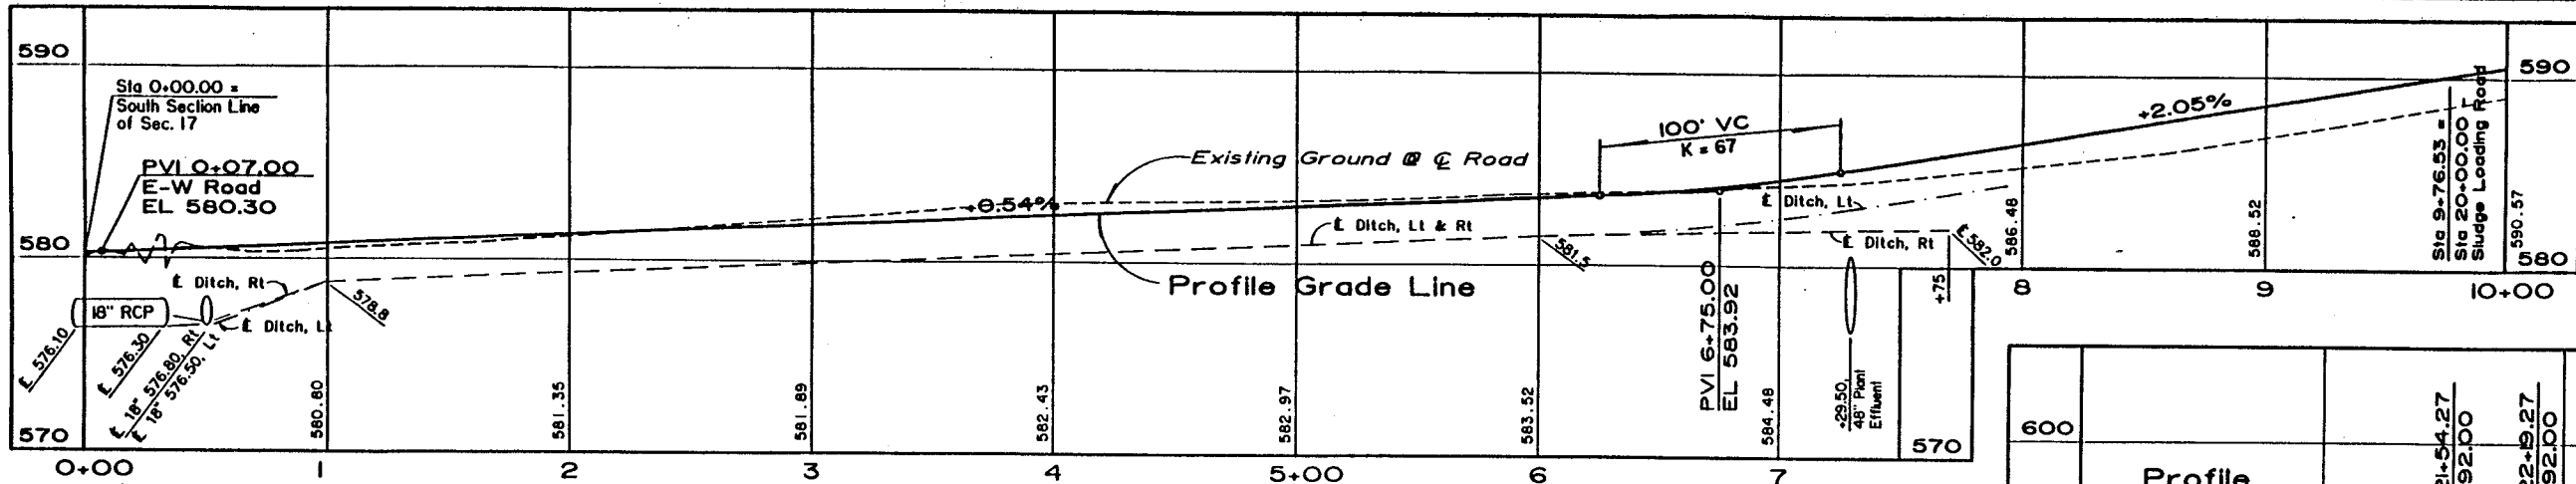 590
Sta 0+00.00 =
South Section Line
of Sec. 17
PVI 0+07.00
E-W Road
EL 580.30
580
℄ Ditch, Rt
18" RCP
℄ Ditch, Lt
℄ 576.10
℄ 576.30
℄ 18" 576.80, Rt
℄ 18" 576.50, Lt
578.8
570
580.80
581.35
581.89
582.43
582.97
583.52
584.48
586.48
588.52
590.57
+0.54%
Existing Ground @ ℄ Road
℄ Ditch, Lt & Rt
Profile Grade Line
581.5
100' VC
K = 67
PVI 6+75.00
EL 583.92
℄ Ditch, Lt
℄ Ditch, Rt
℄ 582.0
+75
+29.50,
48" Plant
Effluent
+2.05%
Sta 9+76.53 =
Sta 20+00.00
Sludge Loading Road
590
580
570
0+00
1
2
3
4
5+00
6
7
8
9
10+00
600
Profile
21+54.27
92.00
22+19.27
92.00